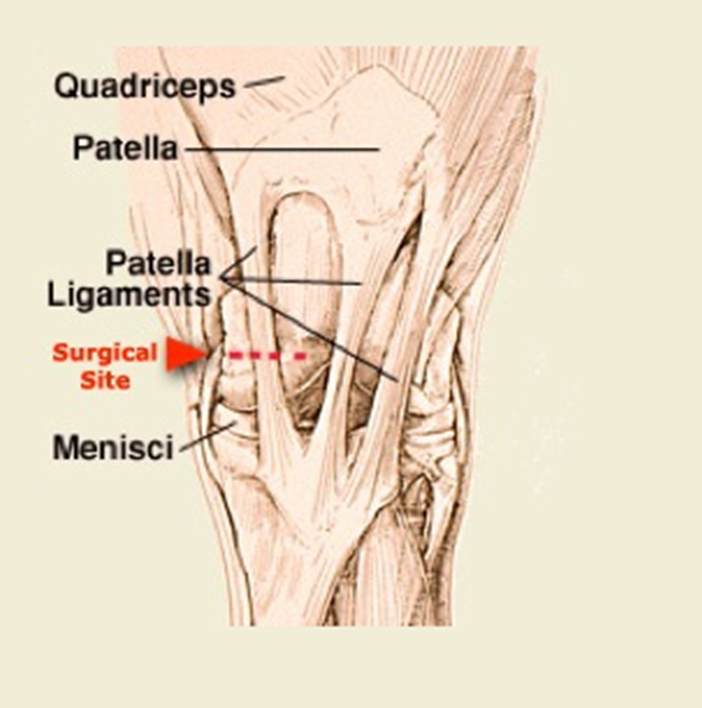 Quadriceps
Patella
Patella
Ligaments
Surgical
Site
Menisci